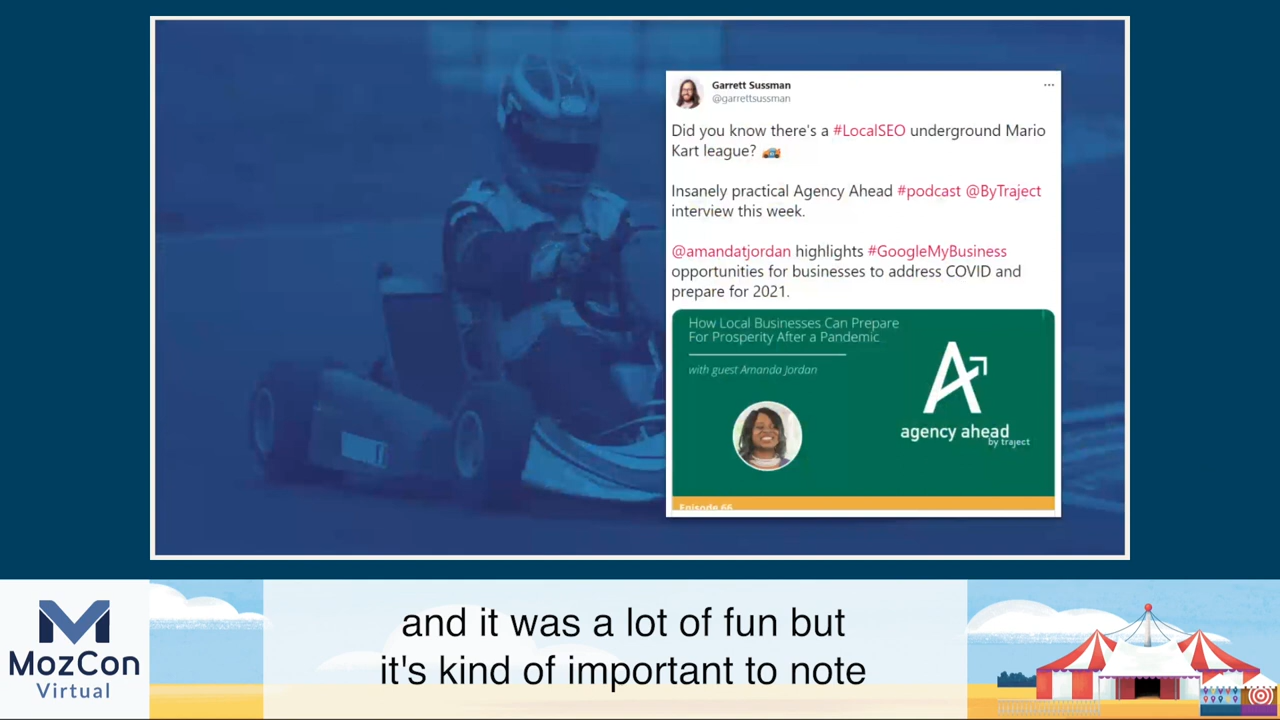 Garrett Sussman
@garrettsussman
Did you know there's a #LocalSEO underground Mario
Kart league?
Insanely practical Agency Ahead #podcast @ByTraject
interview this week.
@amandatjordan highlights #GoogleMyBusiness
opportunities for businesses to address COVID and
prepare for 2021.
How Local Businesses Can Prepare
For Prosperity After a Pandemic
with guest Amanda Jordan
agency ahead
by traject
Episode 66
MozCon
Virtual
and it was a lot of fun but
it's kind of important to note